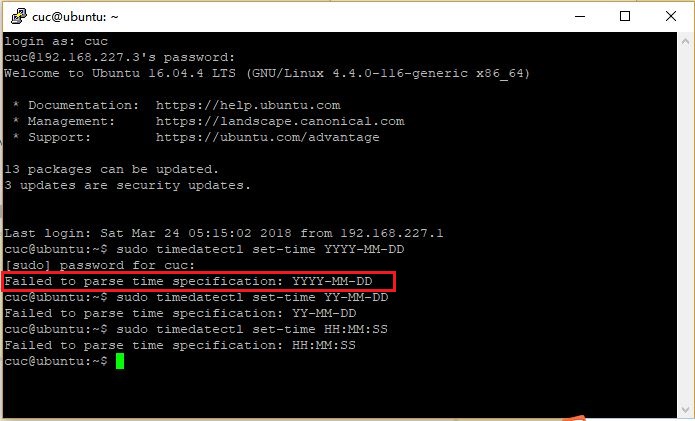 cuc@ubuntu: ~
login as: cuc
cuc@192.168.227.3's password:
Welcome to Ubuntu 16.04.4 LTS (GNU/Linux 4.4.0-116-generic x86_64)
* Documentation:  https://help.ubuntu.com
* Management:     https://landscape.canonical.com
* Support:        https://ubuntu.com/advantage
13 packages can be updated.
3 updates are security updates.
Last login: Sat Mar 24 05:15:02 2018 from 192.168.227.1
cuc@ubuntu:~$ sudo timedatectl set-time YYYY-MM-DD
[sudo] password for cuc:
Failed to parse time specification: YYYY-MM-DD
cuc@ubuntu:~$ sudo timedatectl set-time YY-MM-DD
Failed to parse time specification: YY-MM-DD
cuc@ubuntu:~$ sudo timedatectl set-time HH:MM:SS
Failed to parse time specification: HH:MM:SS
cuc@ubuntu:~$